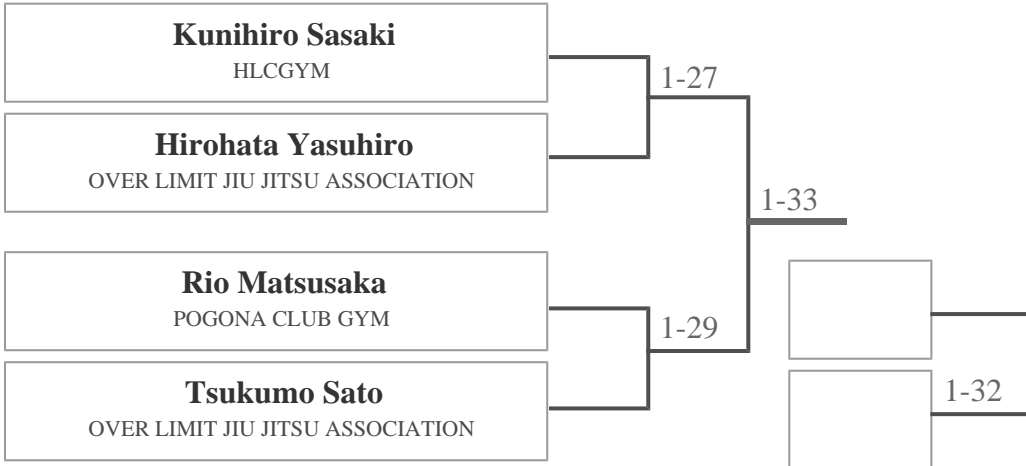 Kunihiro Sasaki
HLCGYM
1-27
Hirohata Yasuhiro
OVER LIMIT JIU JITSU ASSOCIATION
1-33
Rio Matsusaka
POGONA CLUB GYM
1-29
Tsukumo Sato
OVER LIMIT JIU JITSU ASSOCIATION
1-32